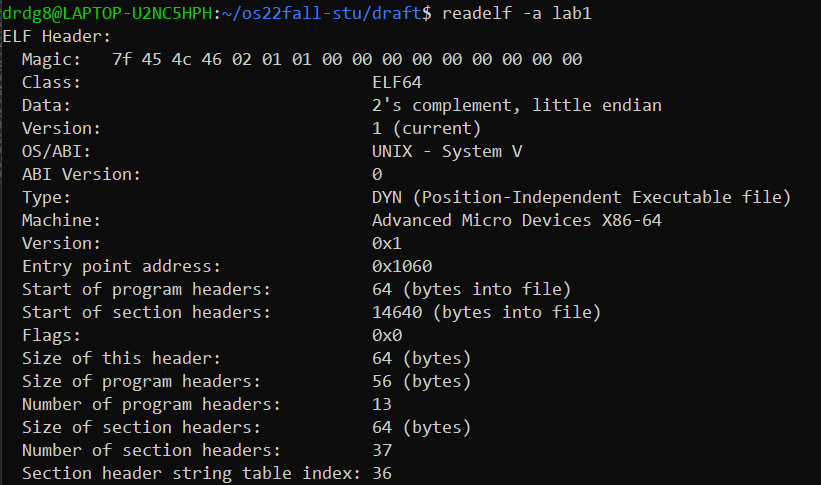 drdg8@LAPTOP-U2NC5HPH:~/os22fall-stu/draft$ readelf -a lab1
ELF Header:
  Magic:   7f 45 4c 46 02 01 01 00 00 00 00 00 00 00 00 00
  Class:                             ELF64
  Data:                              2's complement, little endian
  Version:                           1 (current)
  OS/ABI:                            UNIX - System V
  ABI Version:                       0
  Type:                              DYN (Position-Independent Executable file)
  Machine:                           Advanced Micro Devices X86-64
  Version:                           0x1
  Entry point address:               0x1060
  Start of program headers:          64 (bytes into file)
  Start of section headers:          14640 (bytes into file)
  Flags:                             0x0
  Size of this header:               64 (bytes)
  Size of program headers:           56 (bytes)
  Number of program headers:         13
  Size of section headers:           64 (bytes)
  Number of section headers:         37
  Section header string table index: 36